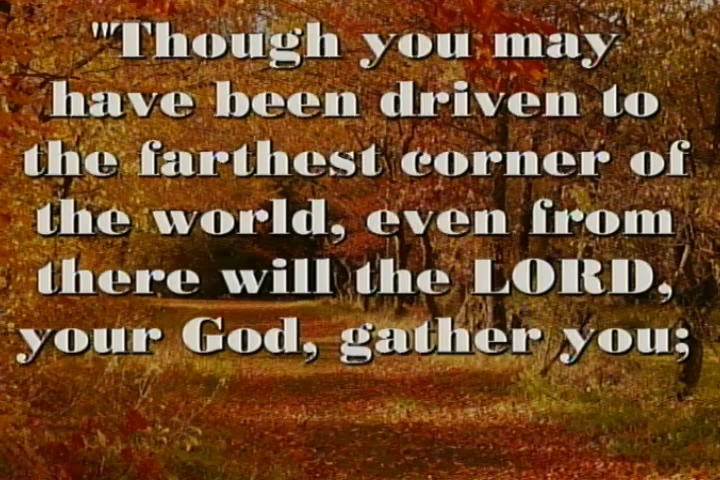 "Though you may
have been driven to
the farthest corner of
the world, even from
there will the LORD,
your God, gather you;